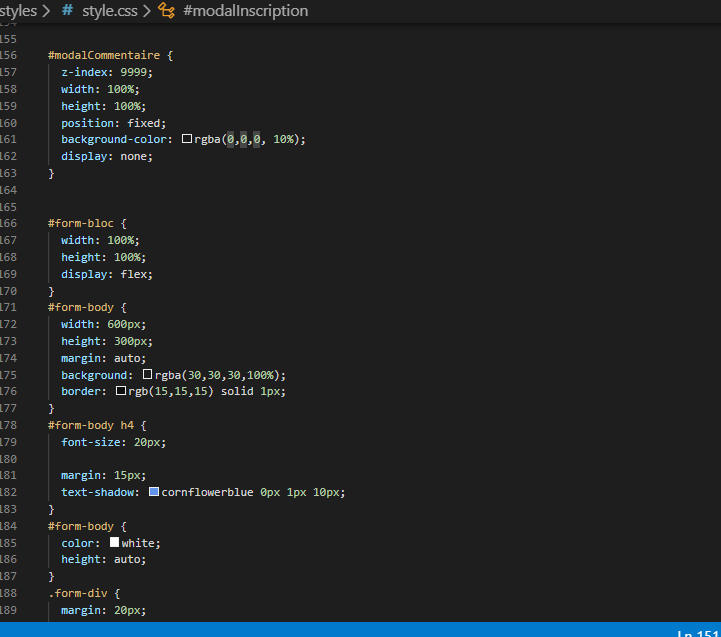 styles > # style.css > #modalInscription
154
155
156 #modalCommentaire {
157 z-index: 9999;
158 width: 100%;
159 height: 100%;
160 position: fixed;
161 background-color: rgba(0,0,0, 10%);
162 display: none;
163 }
164
165
166 #form-bloc {
167 width: 100%;
168 height: 100%;
169 display: flex;
170 }
171 #form-body {
172 width: 600px;
173 height: 300px;
174 margin: auto;
175 background: rgba(30,30,30,100%);
176 border: rgb(15,15,15) solid 1px;
177 }
178 #form-body h4 {
179 font-size: 20px;
180
181 margin: 15px;
182 text-shadow: cornflowerblue 0px 1px 10px;
183 }
184 #form-body {
185 color: white;
186 height: auto;
187 }
188 .form-div {
189 margin: 20px;
Ln 151